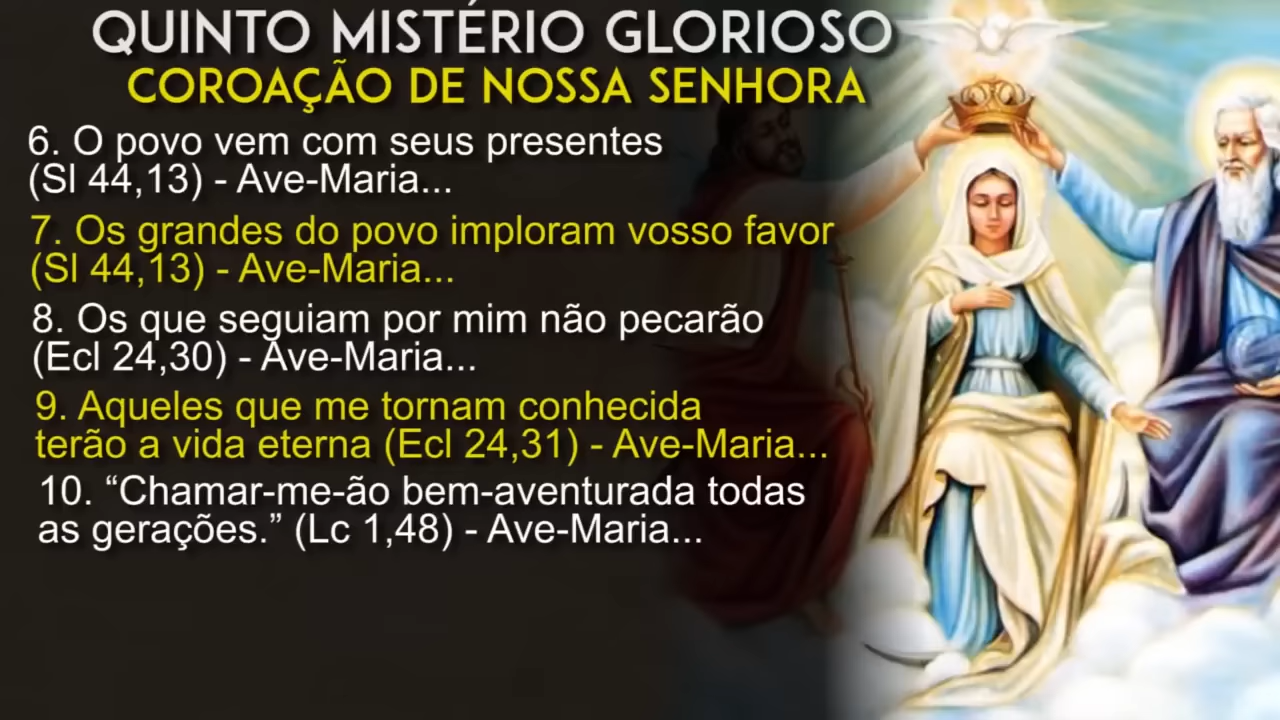 QUINTO MISTÉRIO GLORIOSO
COROAÇÃO DE NOSSA SENHORA
6. O povo vem com seus presentes
(Sl 44,13) - Ave-Maria...
7. Os grandes do povo imploram vosso favor
(Sl 44,13) - Ave-Maria...
8. Os que seguiam por mim não pecarão
(Ecl 24,30) - Ave-Maria...
9. Aqueles que me tornam conhecida
terão a vida eterna (Ecl 24,31) - Ave-Maria...
10. “Chamar-me-ão bem-aventurada todas
as gerações.” (Lc 1,48) - Ave-Maria...